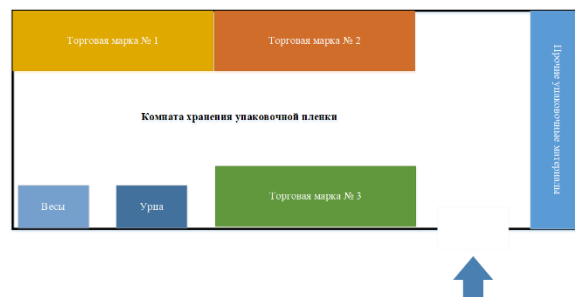 Торговая марка № 1
Торговая марка № 2
Прочие упаковочные материалы
Комната хранения упаковочной пленки
Весы
Урна
Торговая марка № 3